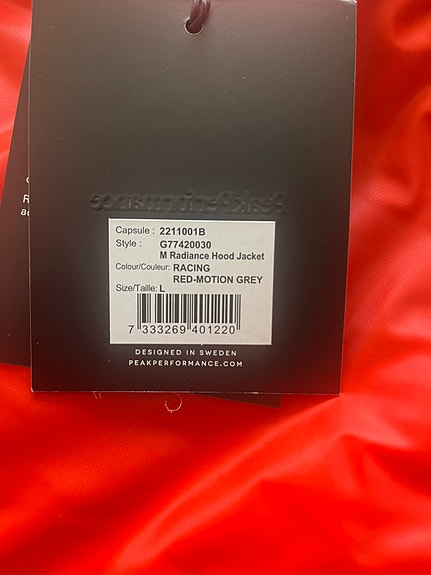 PeakPerformance
Capsule : 2211001B
Style : G77420030
M Radiance Hood Jacket
Colour/Couleur: RACING
RED-MOTION GREY
Size/Taille: L
7 333269 401220
DESIGNED IN SWEDEN
PEAKPERFORMANCE.COM